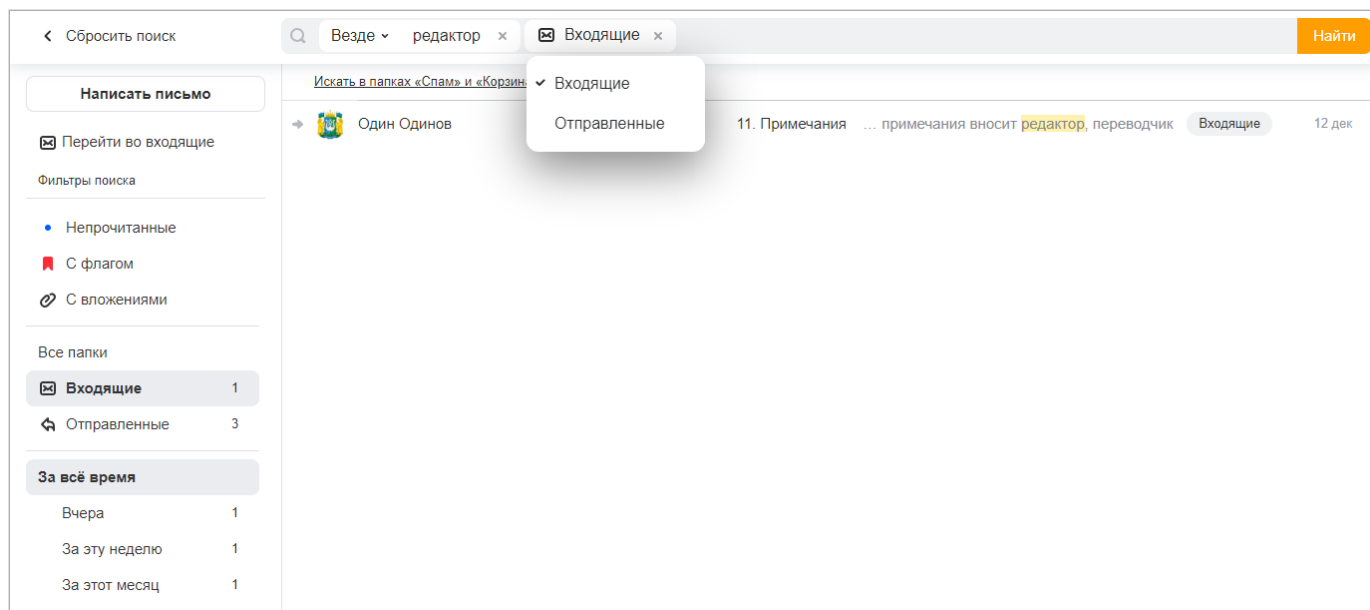 Сбросить поиск
Везде редактор × Входящие ×
Найти
Написать письмо
Искать в папках «Спам» и «Корзин
Входящие
Отправленные
Один Одинов 11. Примечания ... примечания вносит редактор, переводчик Входящие 12 дек
Перейти во входящие
Фильтры поиска
Непрочитанные
С флагом
С вложениями
Все папки
Входящие 1
Отправленные 3
За всё время
Вчера 1
За эту неделю 1
За этот месяц 1